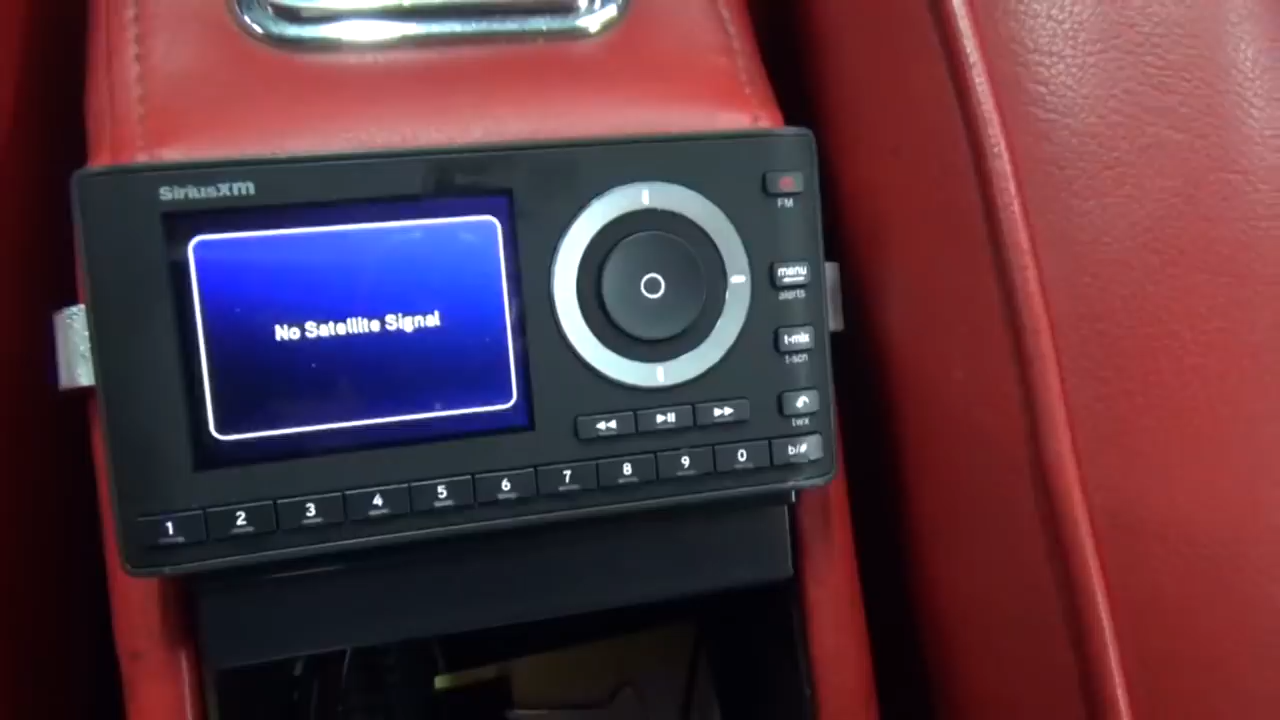 SiriusXM
No Satellite Signal
FM
menu
alerts
t-mix
t-scn
twx
b/#
1 2 3 4 5 6 7 8 9 0